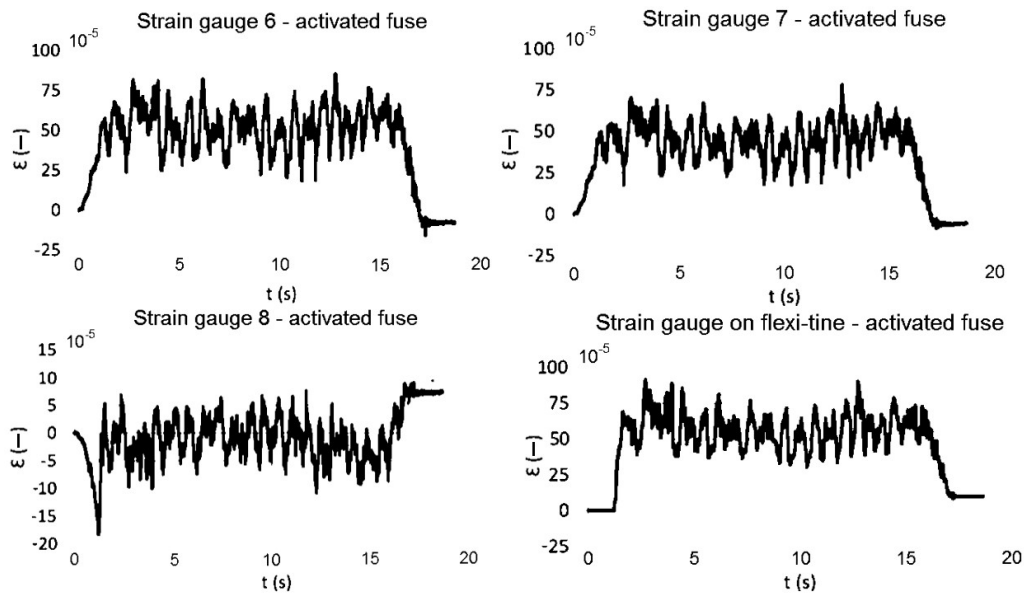 Strain gauge 6 - activated fuse
10^-5
100
75
50
25
0
-25
ε (—)
0 5 10 15 20
t (s)
Strain gauge 7 - activated fuse
10^-5
100
75
50
25
0
-25
ε (—)
0 5 10 15 20
t (s)
Strain gauge 8 - activated fuse
10^-5
15
10
5
0
-5
-10
-15
-20
ε (—)
0 5 10 15 20
t (s)
Strain gauge on flexi-tine - activated fuse
10^-5
100
75
50
25
0
-25
ε (—)
0 5 10 15 20
t (s)